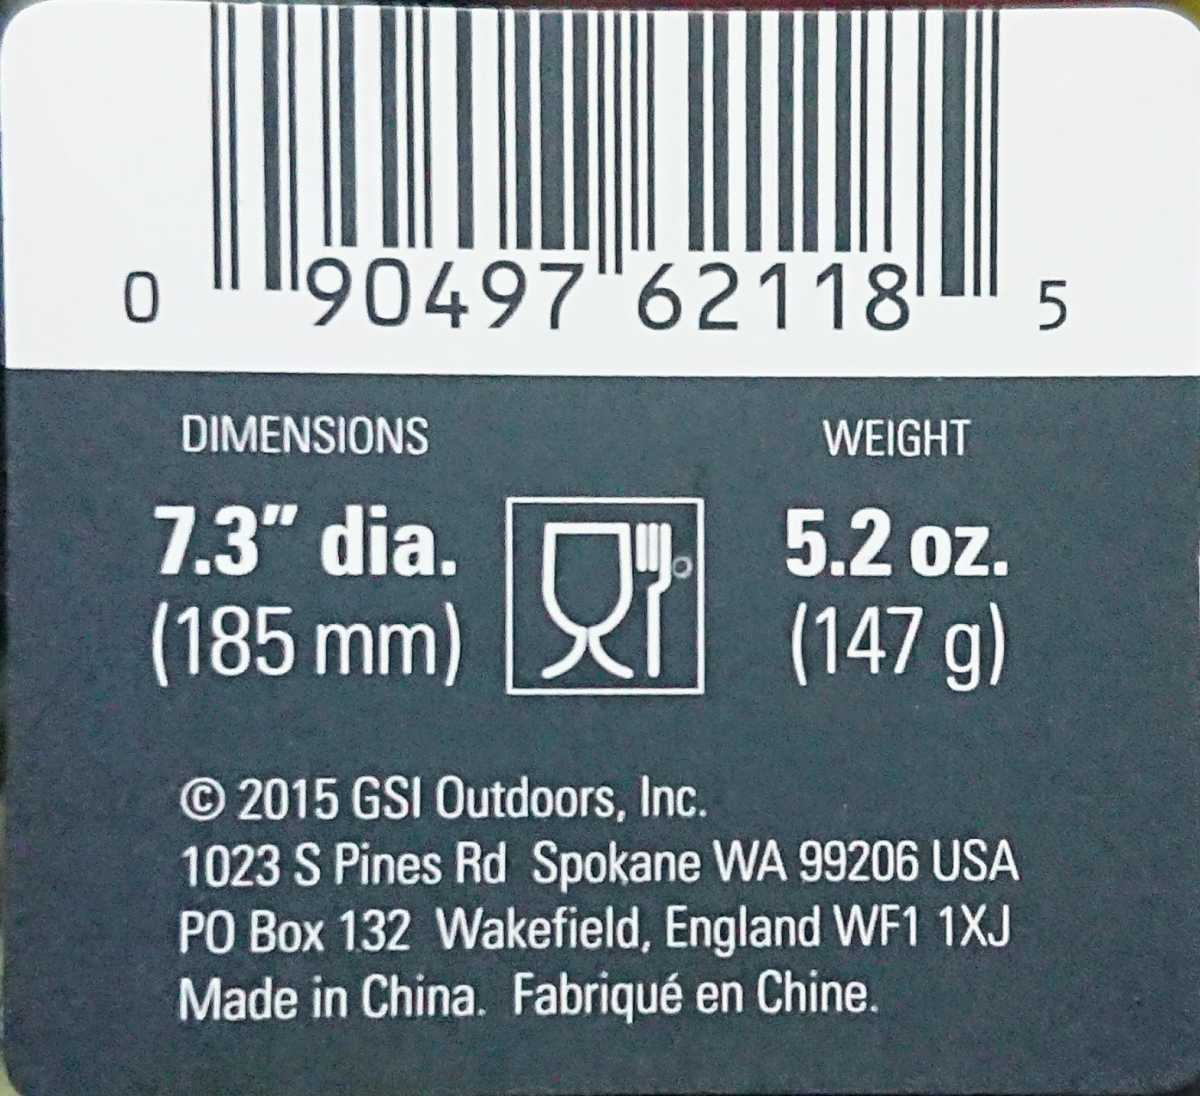 0 90497 62118 5
DIMENSIONS WEIGHT
7.3" dia. 5.2 oz.
(185 mm) (147 g)
© 2015 GSI Outdoors, Inc.
1023 S Pines Rd Spokane WA 99206 USA
PO Box 132 Wakefield, England WF1 1XJ
Made in China. Fabriqué en Chine.